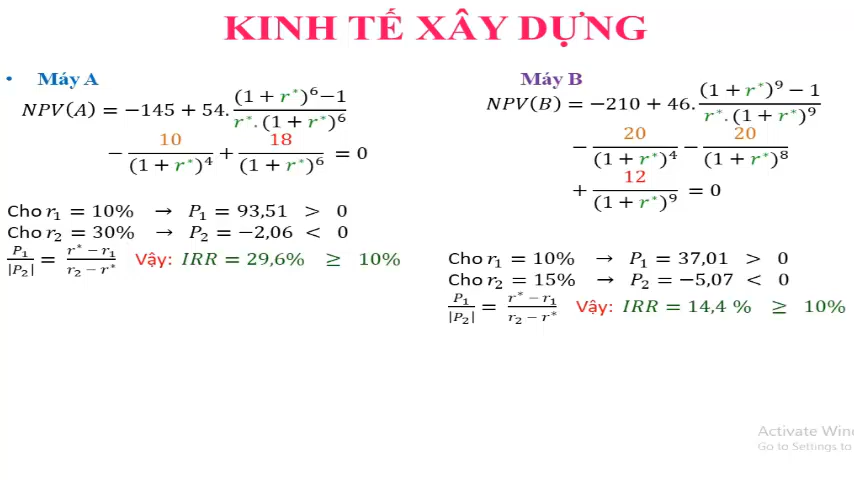 KINH TẾ XÂY DỰNG
• Máy A
NPV(A) = −145 + 54. ((1 + r*)⁶−1) / (r*. (1 + r*)⁶)
− 10 / (1 + r*)⁴ + 18 / (1 + r*)⁶ = 0
Cho r₁ = 10% → P₁ = 93,51 > 0
Cho r₂ = 30% → P₂ = −2,06 < 0
P₁ / |P₂| = (r* − r₁) / (r₂ − r*) Vậy: IRR = 29,6% ≥ 10%
Máy B
NPV(B) = −210 + 46. ((1 + r*)⁹ − 1) / (r*. (1 + r*)⁹)
− 20 / (1 + r*)⁴ − 20 / (1 + r*)⁸
+ 12 / (1 + r*)⁹ = 0
Cho r₁ = 10% → P₁ = 37,01 > 0
Cho r₂ = 15% → P₂ = −5,07 < 0
P₁ / |P₂| = (r* − r₁) / (r₂ − r*) Vậy: IRR = 14,4 % ≥ 10%
Activate Win
Go to Settings to